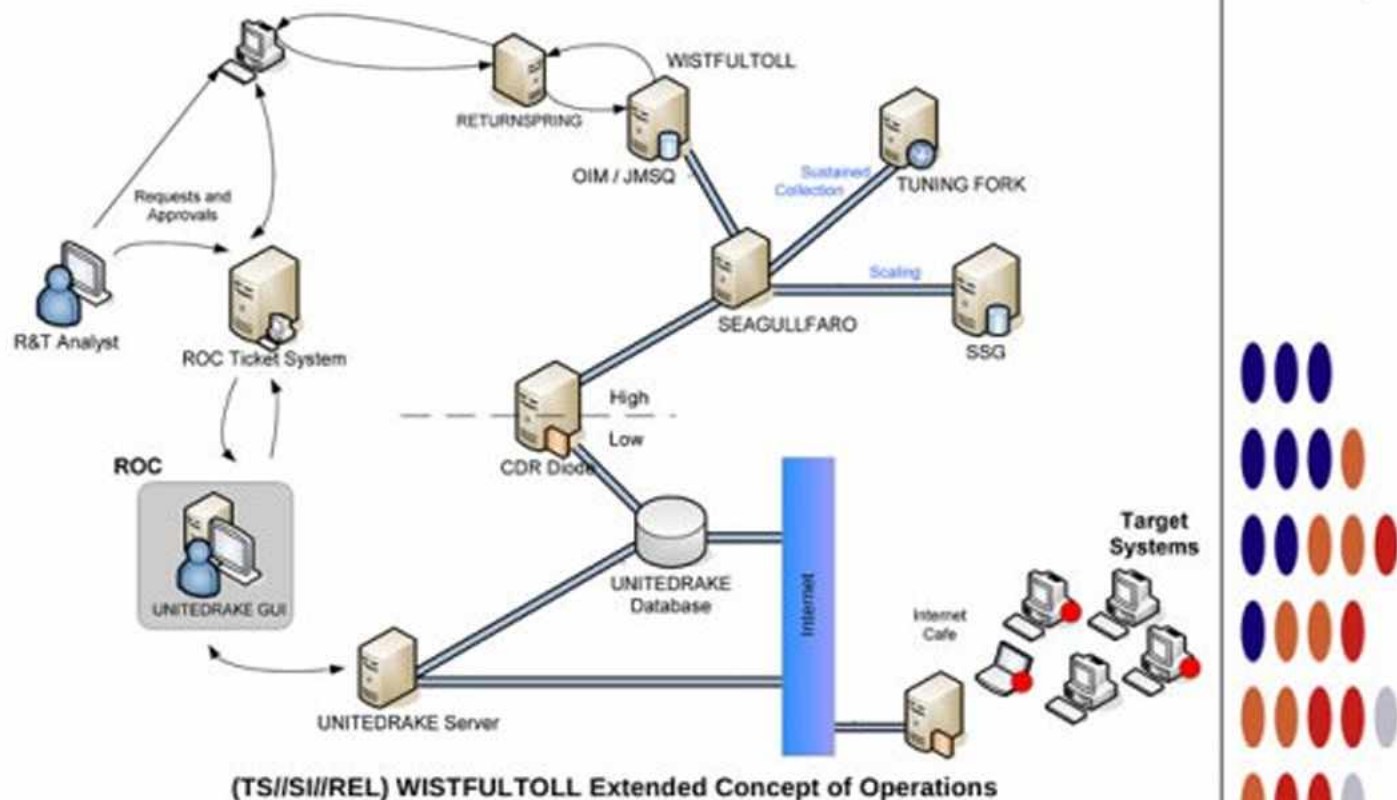 WISTFULTOLL
RETURNSPRING
OIM / JMSQ
Sustained
Collection
TUNING FORK
Requests and
Approvals
Scaling
R&T Analyst
ROC Ticket System
SEAGULLFARO
SSG
High
Low
CDR Diode
ROC
UNITEDRAKE GUI
UNITEDRAKE
Database
Internet
Target
Systems
Internet
Cafe
UNITEDRAKE Server
(TS//SI//REL) WISTFULTOLL Extended Concept of Operations